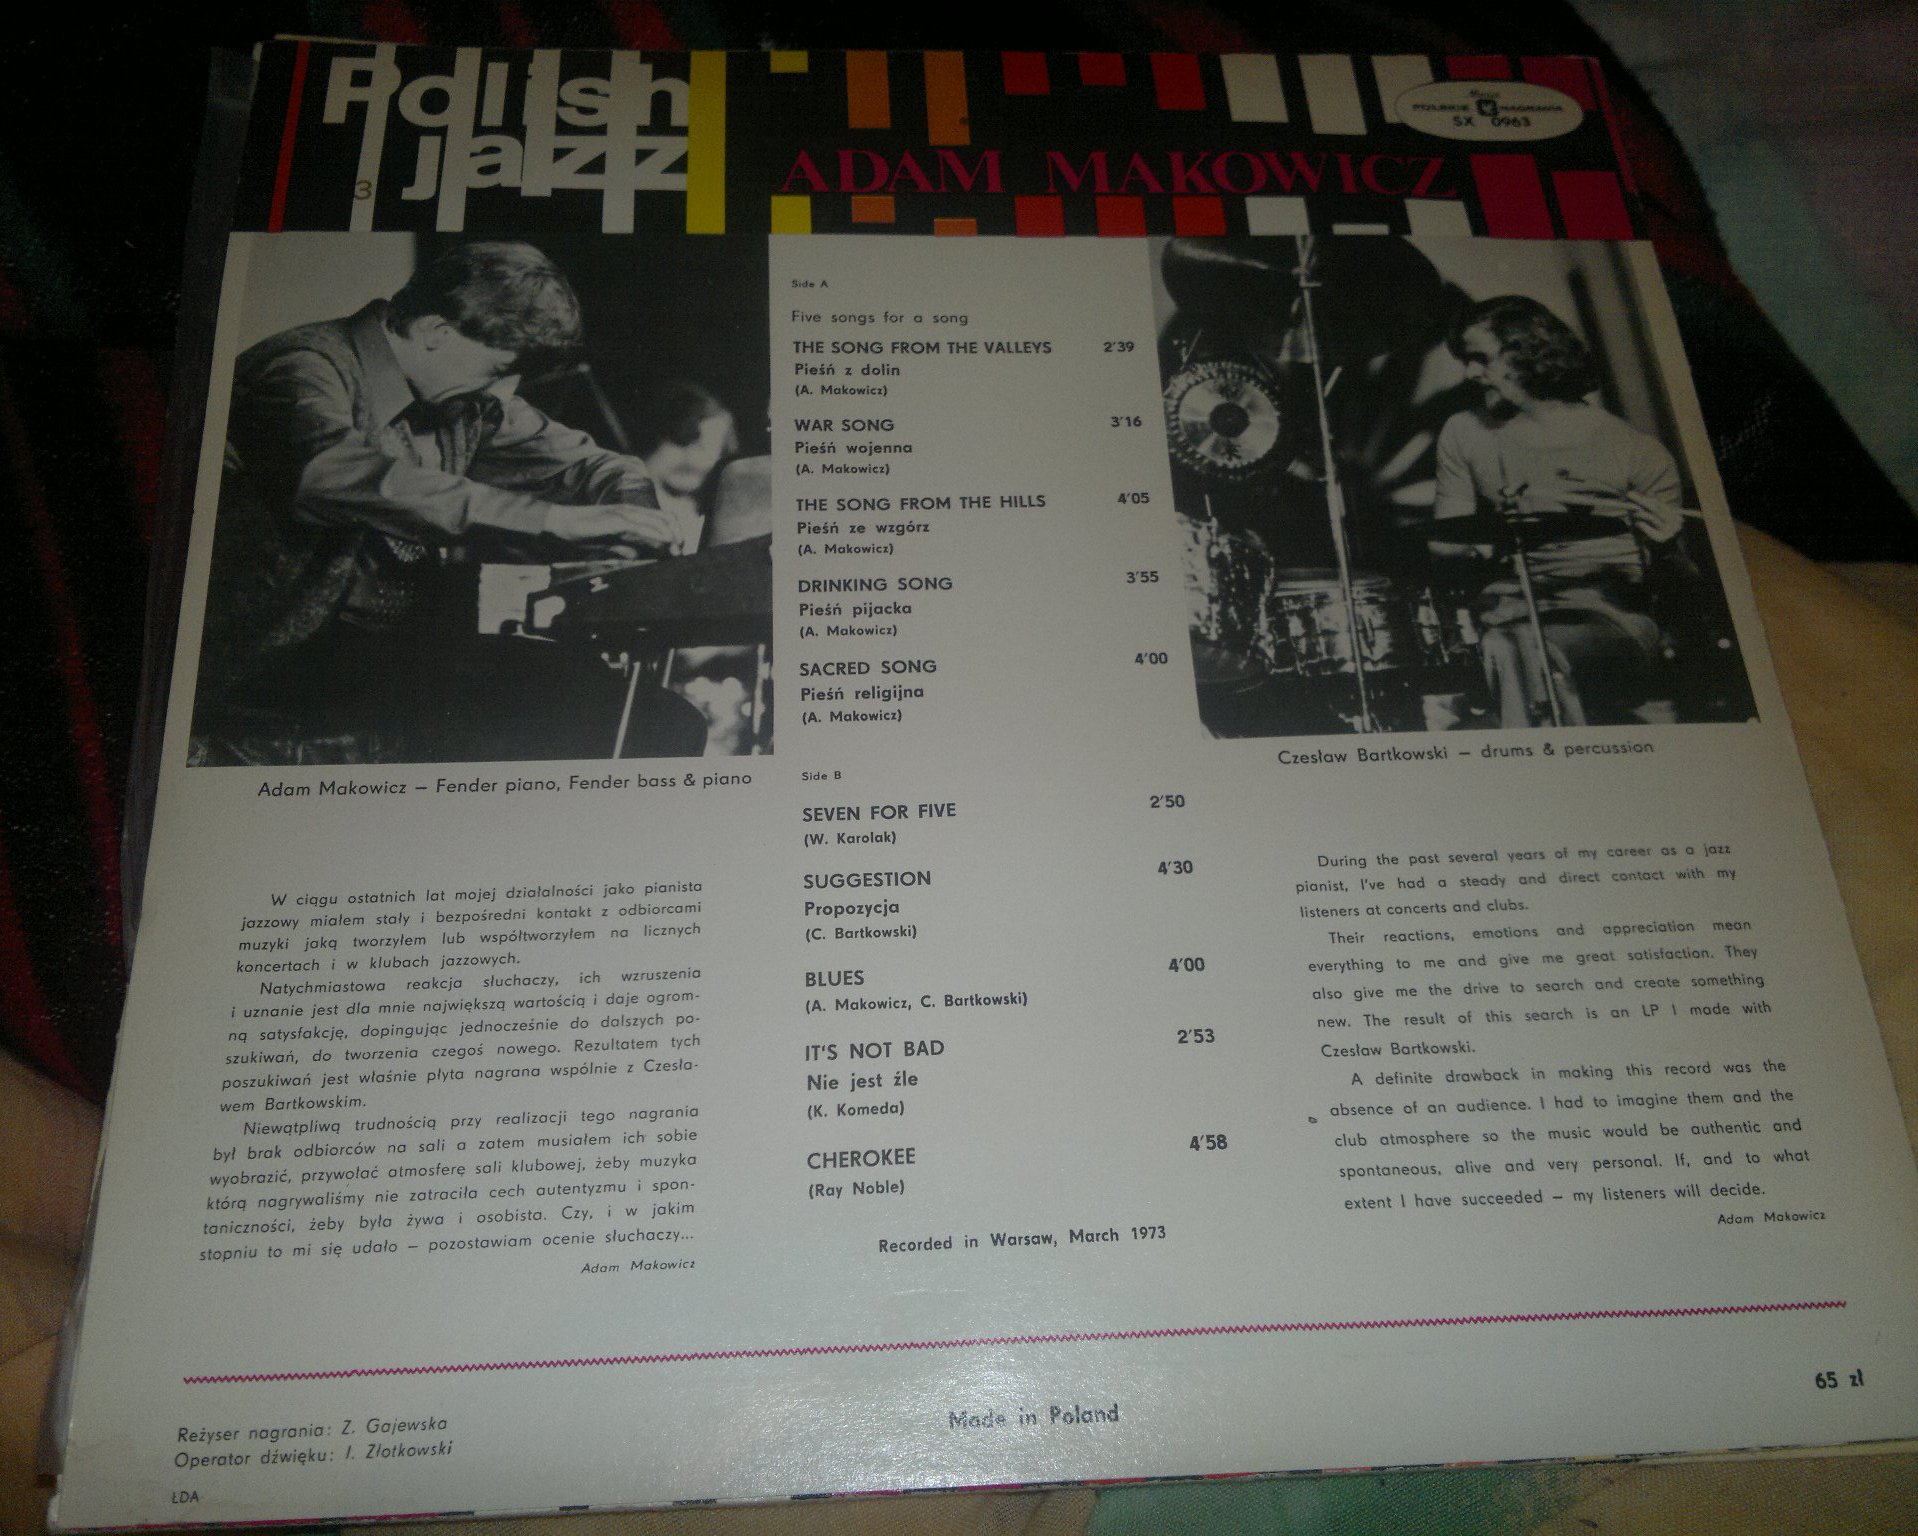 Polish
jazz
3
ADAM MAKOWICZ
Muza
POLSKIE NAGRANIA
SX 0963
Side A
Five songs for a song
THE SONG FROM THE VALLEYS 2'39
Pieśń z dolin
(A. Makowicz)
WAR SONG 3'16
Pieśń wojenna
(A. Makowicz)
THE SONG FROM THE HILLS 4'05
Pieśń ze wzgórz
(A. Makowicz)
DRINKING SONG 3'55
Pieśń pijacka
(A. Makowicz)
SACRED SONG 4'00
Pieśń religijna
(A. Makowicz)
Side B
SEVEN FOR FIVE 2'50
(W. Karolak)
SUGGESTION 4'30
Propozycja
(C. Bartkowski)
BLUES 4'00
(A. Makowicz, C. Bartkowski)
IT'S NOT BAD 2'53
Nie jest źle
(K. Komeda)
CHEROKEE 4'58
(Ray Noble)
Recorded in Warsaw, March 1973
Adam Makowicz – Fender piano, Fender bass & piano
W ciągu ostatnich lat mojej działalności jako pianista
jazzowy miałem stały i bezpośredni kontakt z odbiorcami
muzyki jaką tworzyłem lub współtworzyłem na licznych
koncertach i w klubach jazzowych.
Natychmiastowa reakcja słuchaczy, ich wzruszenia
i uznanie jest dla mnie największą wartością i daje ogrom-
ną satysfakcję, dopingując jednocześnie do dalszych po-
szukiwań, do tworzenia czegoś nowego. Rezultatem tych
poszukiwań jest właśnie płyta nagrana wspólnie z Czesła-
wem Bartkowskim.
Niewątpliwą trudnością przy realizacji tego nagrania
był brak odbiorców na sali a zatem musiałem ich sobie
wyobrazić, przywołać atmosferę sali klubowej, żeby muzyka
którą nagrywaliśmy nie zatraciła cech autentyzmu i spon-
taniczności, żeby była żywa i osobista. Czy, i w jakim
stopniu to mi się udało – pozostawiam ocenie słuchaczy...
Adam Makowicz
Czesław Bartkowski – drums & percussion
During the past several years of my career as a jazz
pianist, I've had a steady and direct contact with my
listeners at concerts and clubs.
Their reactions, emotions and appreciation mean
everything to me and give me great satisfaction. They
also give me the drive to search and create something
new. The result of this search is an LP I made with
Czesław Bartkowski.
A definite drawback in making this record was the
absence of an audience. I had to imagine them and the
club atmosphere so the music would be authentic and
spontaneous, alive and very personal. If, and to what
extent I have succeeded – my listeners will decide.
Adam Makowicz
65 zł
Made in Poland
Reżyser nagrania: Z. Gajewska
Operator dźwięku: I. Złotkowski
ŁDA